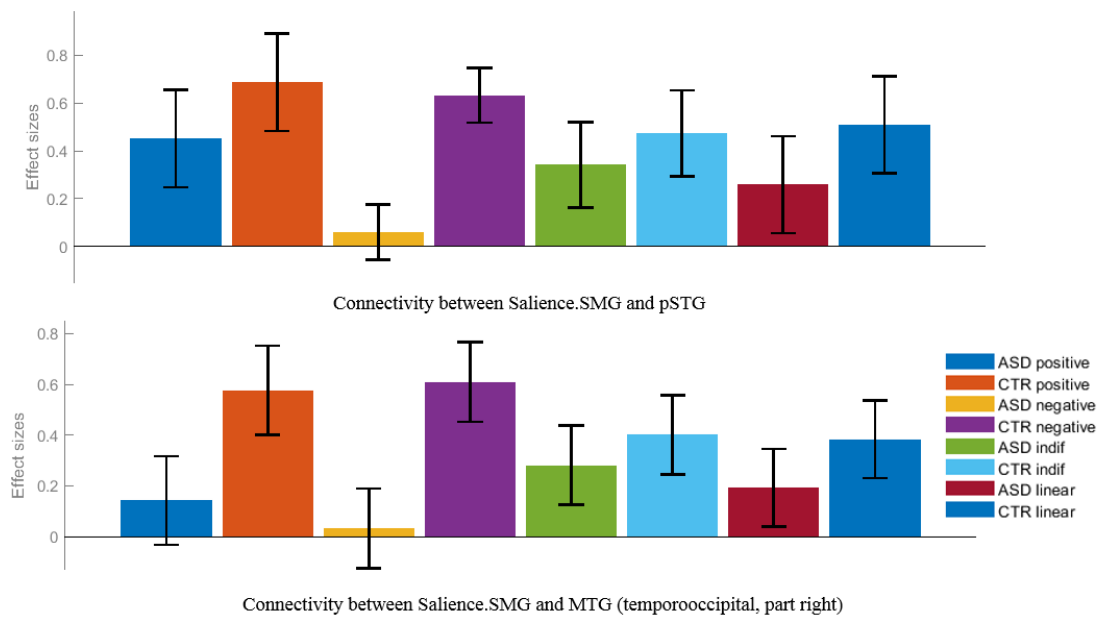 0.8
0.6
0.4
0.2
0
Effect sizes
Connectivity between Salience.SMG and pSTG
0.8
0.6
0.4
0.2
0
Effect sizes
ASD positive
CTR positive
ASD negative
CTR negative
ASD indif
CTR indif
ASD linear
CTR linear
Connectivity between Salience.SMG and MTG (temporooccipital, part right)